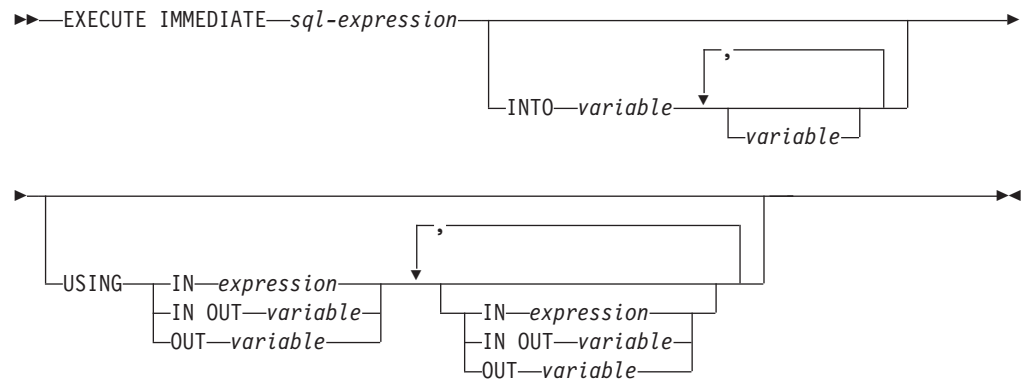 EXECUTE IMMEDIATE sql-expression
,
INTO variable
variable
,
USING IN expression
IN OUT variable
OUT variable
IN expression
IN OUT variable
OUT variable